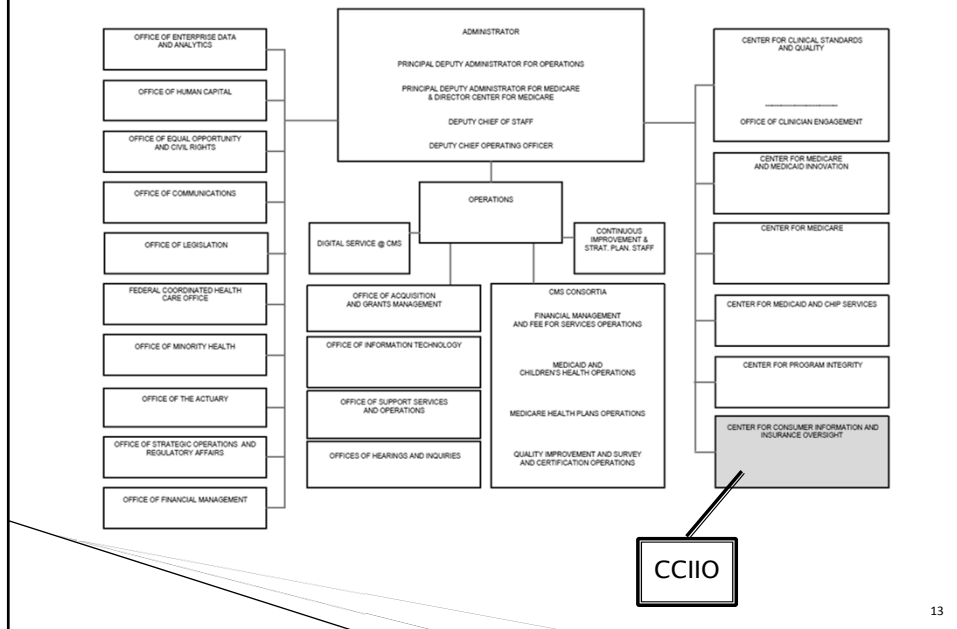 OFFICE OF ENTERPRISE DATA
AND ANALYTICS
OFFICE OF HUMAN CAPITAL
OFFICE OF EQUAL OPPORTUNITY
AND CIVIL RIGHTS
OFFICE OF COMMUNICATIONS
OFFICE OF LEGISLATION
FEDERAL COORDINATED HEALTH
CARE OFFICE
OFFICE OF MINORITY HEALTH
OFFICE OF THE ACTUARY
OFFICE OF STRATEGIC OPERATIONS AND
REGULATORY AFFAIRS
OFFICE OF FINANCIAL MANAGEMENT
ADMINISTRATOR
PRINCIPAL DEPUTY ADMINISTRATOR FOR OPERATIONS
PRINCIPAL DEPUTY ADMINISTRATOR FOR MEDICARE
& DIRECTOR CENTER FOR MEDICARE
DEPUTY CHIEF OF STAFF
DEPUTY CHIEF OPERATING OFFICER
OPERATIONS
DIGITAL SERVICE @ CMS
CONTINUOUS
IMPROVEMENT &
STRAT. PLAN. STAFF
OFFICE OF ACQUISITION
AND GRANTS MANAGEMENT
OFFICE OF INFORMATION TECHNOLOGY
OFFICE OF SUPPORT SERVICES
AND OPERATIONS
OFFICES OF HEARINGS AND INQUIRIES
CMS CONSORTIA
FINANCIAL MANAGEMENT
AND FEE FOR SERVICES OPERATIONS
MEDICAID AND
CHILDREN'S HEALTH OPERATIONS
MEDICARE HEALTH PLANS OPERATIONS
QUALITY IMPROVEMENT AND SURVEY
AND CERTIFICATION OPERATIONS
CENTER FOR CLINICAL STANDARDS
AND QUALITY
OFFICE OF CLINICIAN ENGAGEMENT
CENTER FOR MEDICARE
AND MEDICAID INNOVATION
CENTER FOR MEDICARE
CENTER FOR MEDICAID AND CHIP SERVICES
CENTER FOR PROGRAM INTEGRITY
CENTER FOR CONSUMER INFORMATION AND
INSURANCE OVERSIGHT
CCIIO
13